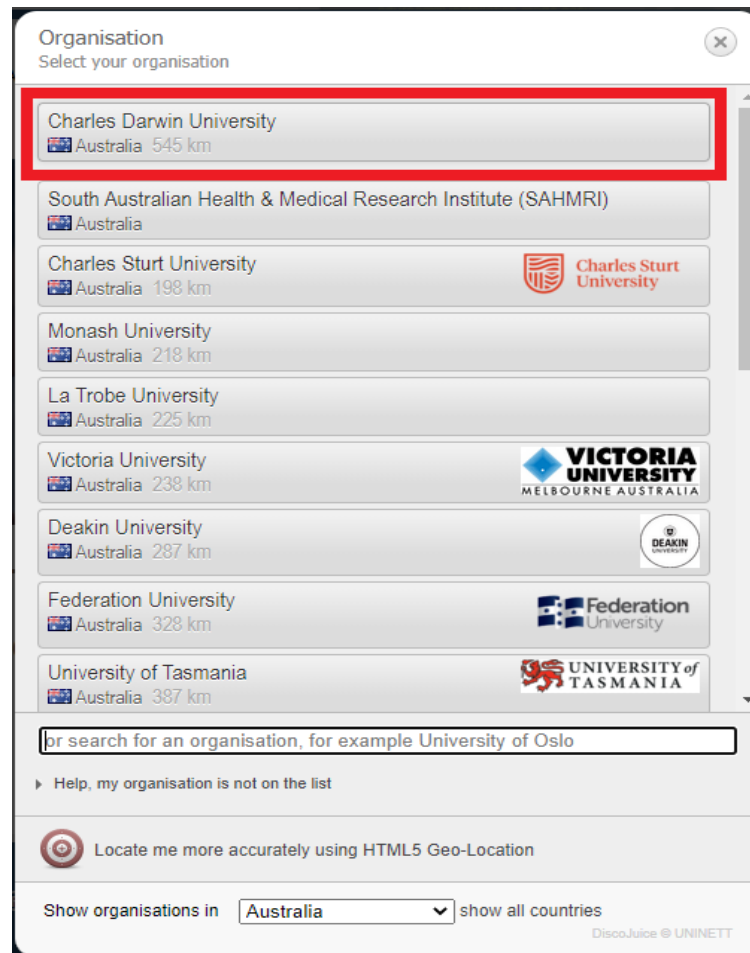 Organisation
Select your organisation
Charles Darwin University
Australia 545 km
South Australian Health & Medical Research Institute (SAHMRI)
Australia
Charles Sturt University
Australia 198 km
Charles Sturt
University
Monash University
Australia 218 km
La Trobe University
Australia 225 km
Victoria University
Australia 238 km
VICTORIA
UNIVERSITY
MELBOURNE AUSTRALIA
Deakin University
Australia 287 km
DEAKIN
UNIVERSITY
Federation University
Australia 328 km
Federation
University
University of Tasmania
Australia 387 km
UNIVERSITY of
TASMANIA
or search for an organisation, for example University of Oslo
Help, my organisation is not on the list
Locate me more accurately using HTML5 Geo-Location
Show organisations in Australia show all countries
DiscoJuice © UNINETT